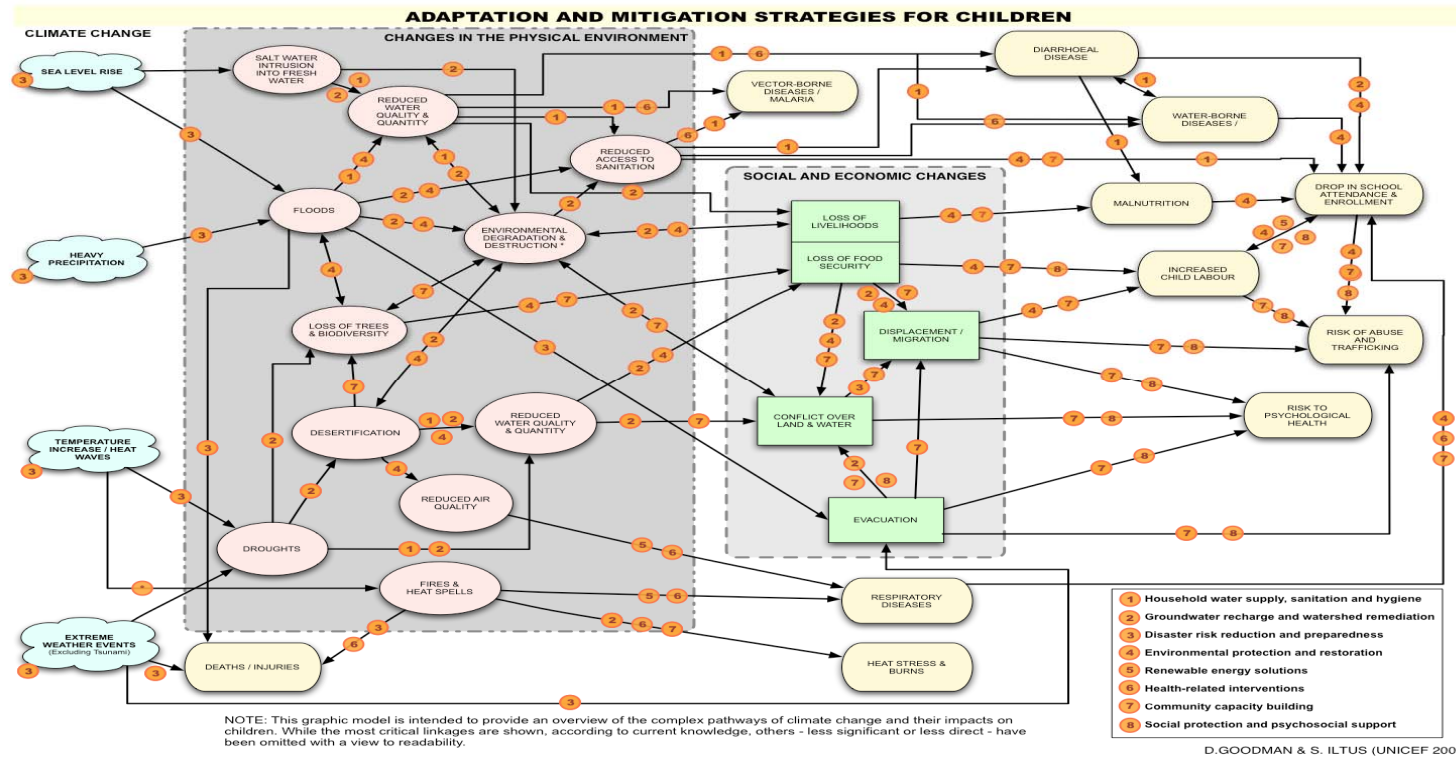 ADAPTATION AND MITIGATION STRATEGIES FOR CHILDREN
CLIMATE CHANGE
SEA LEVEL RISE
3
HEAVY
PRECIPITATION
3
TEMPERATURE
INCREASE / HEAT
WAVES
3
EXTREME
WEATHER EVENTS
(Excluding Tsunami)
3
CHANGES IN THE PHYSICAL ENVIRONMENT
SALT WATER
INTRUSION
INTO FRESH
WATER
REDUCED
WATER
QUALITY &
QUANTITY
REDUCED
ACCESS TO
SANITATION
FLOODS
ENVIRONMENTAL
DEGRADATION &
DESTRUCTION *
LOSS OF TREES
& BIODIVERSITY
DESERTIFICATION
REDUCED
WATER QUALITY
& QUANTITY
REDUCED AIR
QUALITY
DROUGHTS
FIRES &
HEAT SPELLS
DEATHS / INJURIES
SOCIAL AND ECONOMIC CHANGES
LOSS OF
LIVELIHOODS
LOSS OF FOOD
SECURITY
DISPLACEMENT /
MIGRATION
CONFLICT OVER
LAND & WATER
EVACUATION
VECTOR-BORNE
DISEASES /
MALARIA
DIARRHOEAL
DISEASE
WATER-BORNE
DISEASES /
MALNUTRITION
DROP IN SCHOOL
ATTENDANCE &
ENROLLMENT
INCREASED
CHILD LABOUR
RISK OF ABUSE
AND
TRAFFICKING
RISK TO
PSYCHOLOGICAL
HEALTH
RESPIRATORY
DISEASES
HEAT STRESS &
BURNS
1 Household water supply, sanitation and hygiene
2 Groundwater recharge and watershed remediation
3 Disaster risk reduction and preparedness
4 Environmental protection and restoration
5 Renewable energy solutions
6 Health-related interventions
7 Community capacity building
8 Social protection and psychosocial support
NOTE: This graphic model is intended to provide an overview of the complex pathways of climate change and their impacts on
children. While the most critical linkages are shown, according to current knowledge, others - less significant or less direct - have
been omitted with a view to readability.
D.GOODMAN & S. ILTUS (UNICEF 200